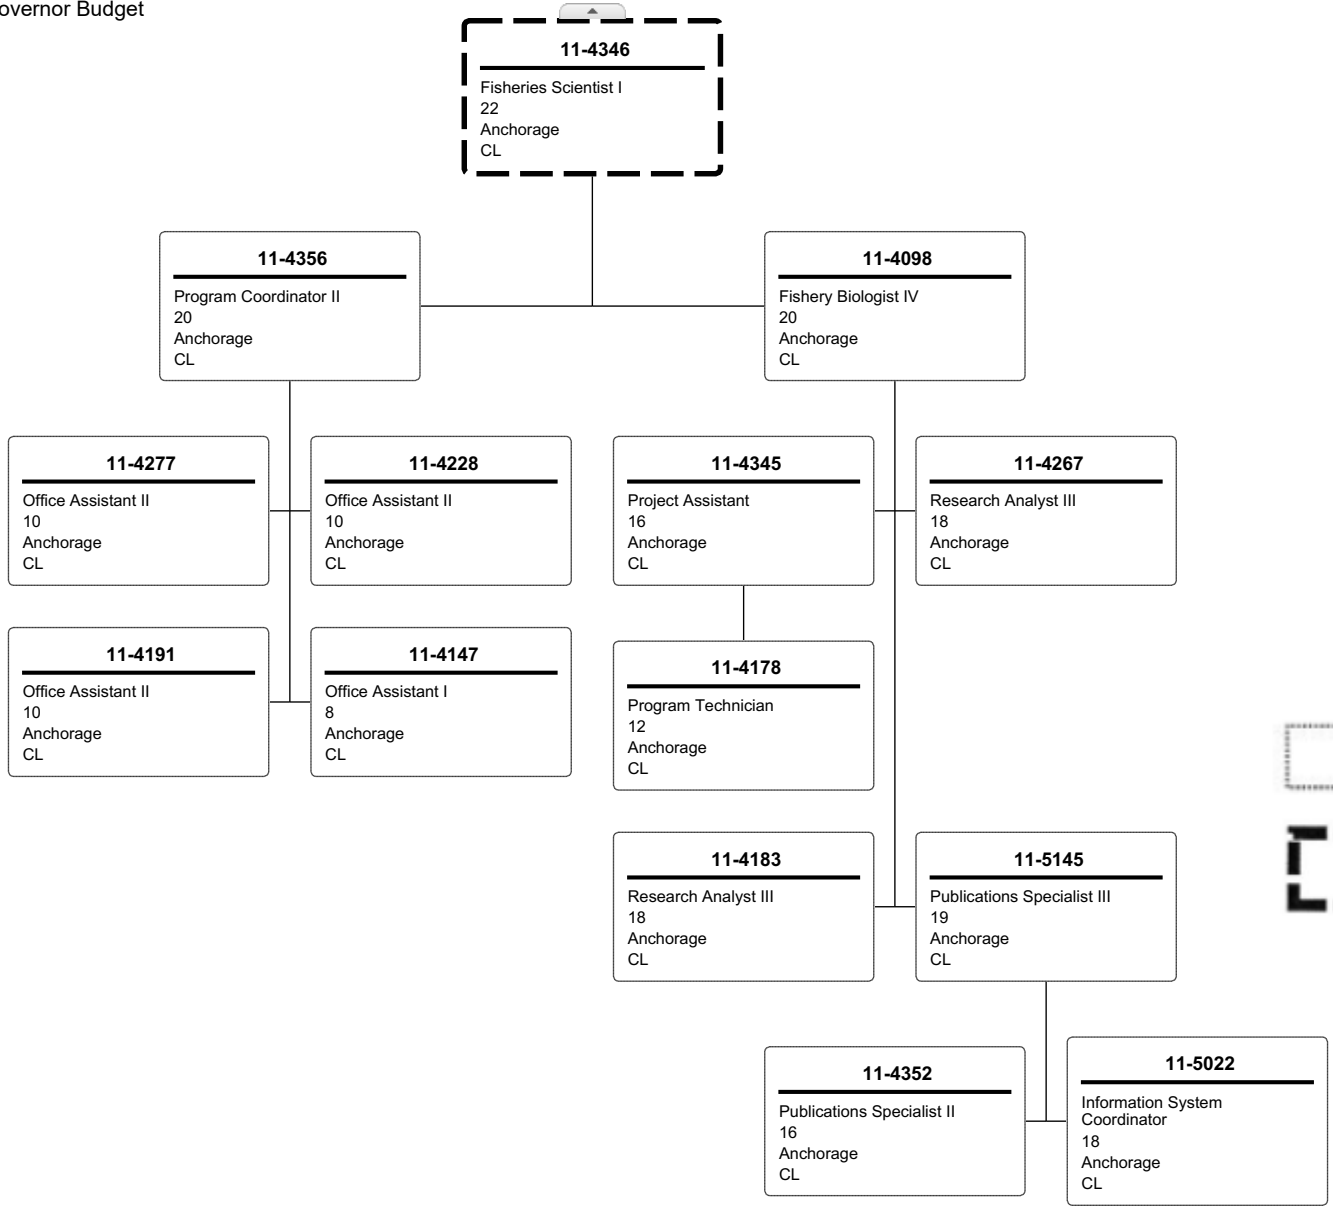 overnor Budget
11-4346
Fisheries Scientist I
22
Anchorage
CL
11-4356
Program Coordinator II
20
Anchorage
CL
11-4098
Fishery Biologist IV
20
Anchorage
CL
11-4277
Office Assistant II
10
Anchorage
CL
11-4228
Office Assistant II
10
Anchorage
CL
11-4345
Project Assistant
16
Anchorage
CL
11-4267
Research Analyst III
18
Anchorage
CL
11-4191
Office Assistant II
10
Anchorage
CL
11-4147
Office Assistant I
8
Anchorage
CL
11-4178
Program Technician
12
Anchorage
CL
11-4183
Research Analyst III
18
Anchorage
CL
11-5145
Publications Specialist III
19
Anchorage
CL
11-4352
Publications Specialist II
16
Anchorage
CL
11-5022
Information System
Coordinator
18
Anchorage
CL